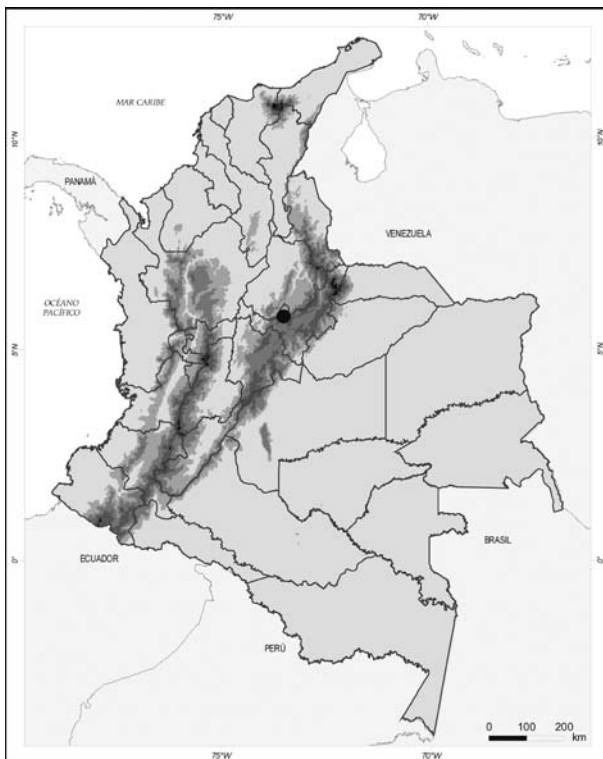 75°W
70°W
MAR CARIBE
10°N
10°N
PANAMÁ
VENEZUELA
OCÉANO
PACÍFICO
5°N
5°N
0°
0°
ECUADOR
BRASIL
PERÚ
0 100 200
km
75°W
70°W